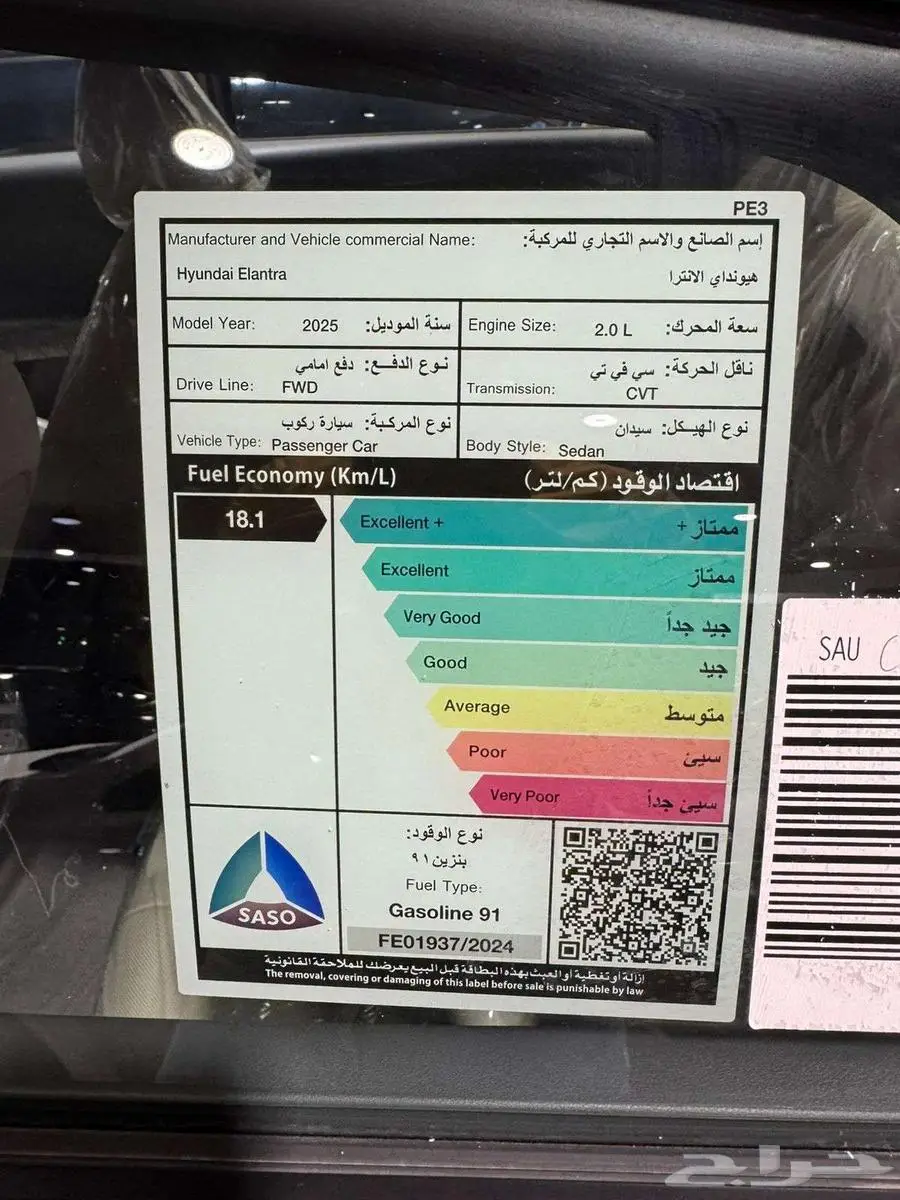 PE3
Manufacturer and Vehicle commercial Name: إسم الصانع والاسم التجاري للمركبة:
Hyundai Elantra هيونداي الانترا
Model Year: 2025 سنة الموديل:
Engine Size: 2.0 L سعة المحرك:
نوع الدفع: دفع امامي
Drive Line: FWD
ناقل الحركة: سي في تي
Transmission: CVT
نوع المركبة: سيارة ركوب
Vehicle Type: Passenger Car
نوع الهيكل: سيدان
Body Style: Sedan
Fuel Economy (Km/L) اقتصاد الوقود (كم/لتر)
18.1
Excellent + ممتاز +
Excellent ممتاز
Very Good جيد جداً
Good جيد
Average متوسط
Poor سيئ
Very Poor سيئ جداً
SASO
نوع الوقود:
بنزين ٩١
Fuel Type:
Gasoline 91
FE01937/2024
إزالة او تغطية أو العبث بهذه البطاقة قبل البيع يعرضك للملاحقة القانونية
The removal, covering or damaging of this label before sale is punishable by law
SAU
حراج